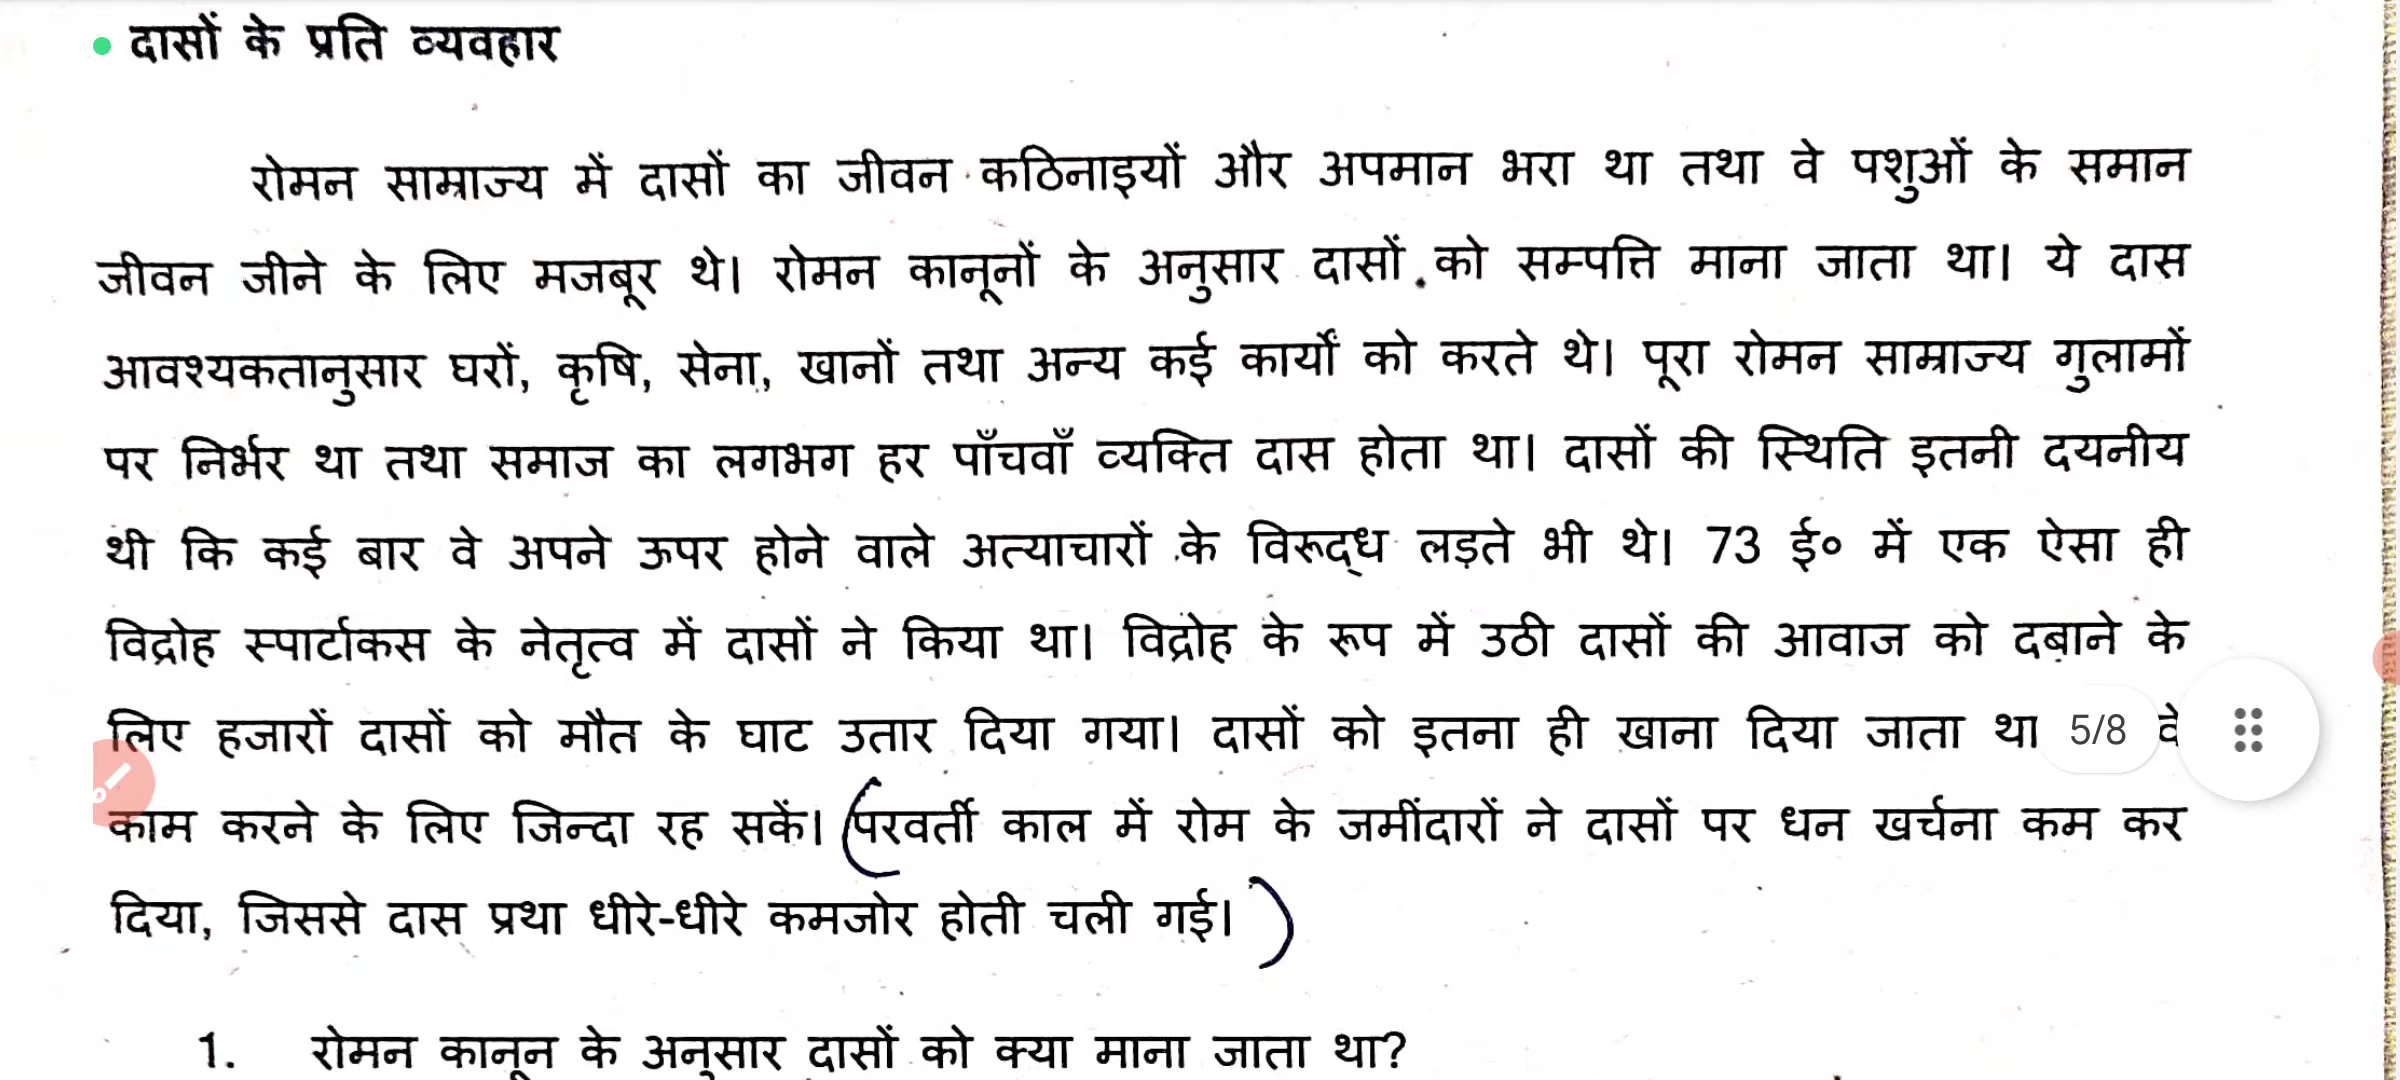 • दासों के प्रति व्यवहार
रोमन साम्राज्य में दासों का जीवन कठिनाइयों और अपमान भरा था तथा वे पशुओं के समान
जीवन जीने के लिए मजबूर थे। रोमन कानूनों के अनुसार दासों को सम्पत्ति माना जाता था। ये दास
आवश्यकतानुसार घरों, कृषि, सेना, खानों तथा अन्य कई कार्यों को करते थे। पूरा रोमन साम्राज्य गुलामों
पर निर्भर था तथा समाज का लगभग हर पाँचवाँ व्यक्ति दास होता था। दासों की स्थिति इतनी दयनीय
थी कि कई बार वे अपने ऊपर होने वाले अत्याचारों के विरूद्ध लड़ते भी थे। 73 ई० में एक ऐसा ही
विद्रोह स्पार्टाकस के नेतृत्व में दासों ने किया था। विद्रोह के रूप में उठी दासों की आवाज को दबाने के
लिए हजारों दासों को मौत के घाट उतार दिया गया। दासों को इतना ही खाना दिया जाता था 5/8 वे
काम करने के लिए जिन्दा रह सकें। (परवर्ती काल में रोम के जमींदारों ने दासों पर धन खर्चना कम कर
दिया, जिससे दास प्रथा धीरे-धीरे कमजोर होती चली गई। )
1. रोमन कानून के अनुसार दासों को क्या माना जाता था?